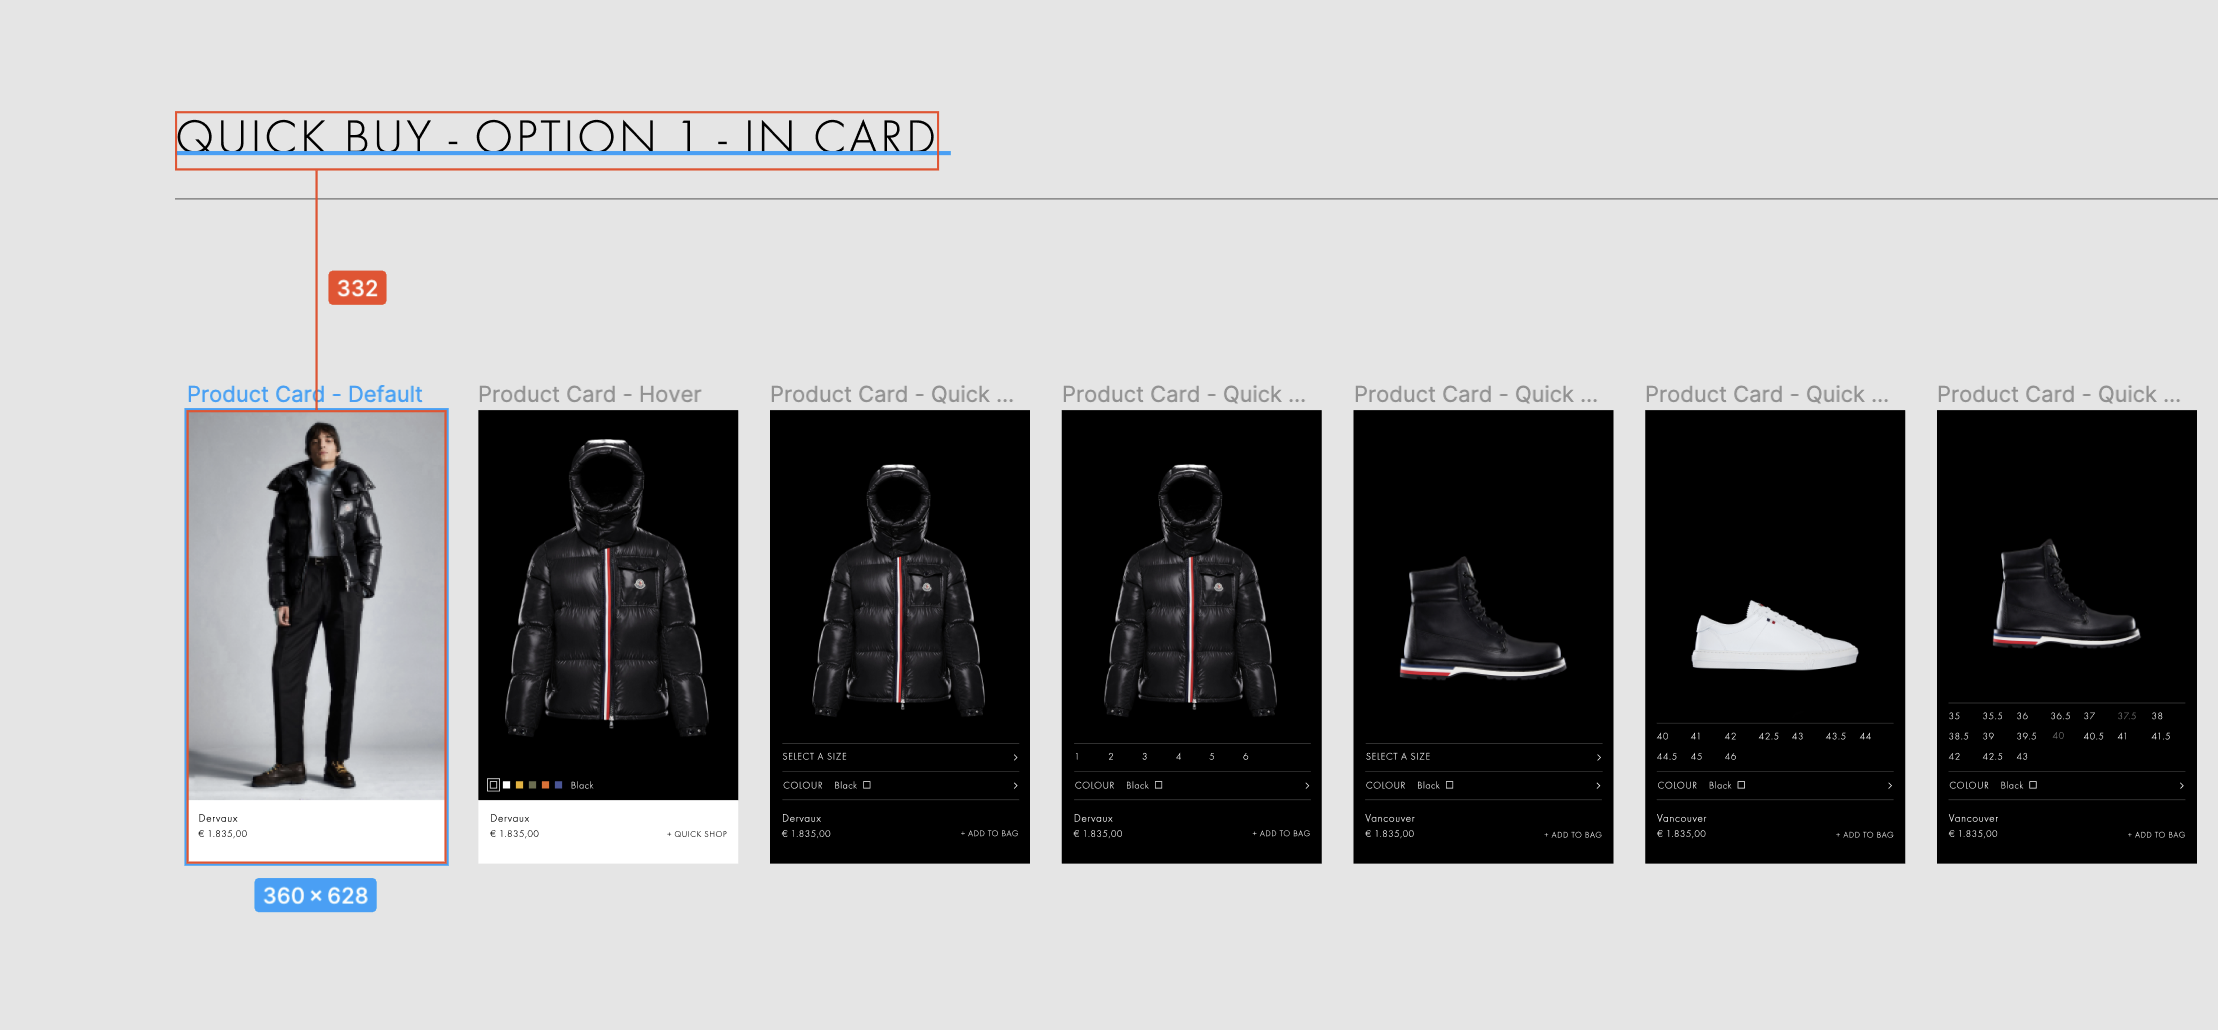 QUICK BUY - OPTION 1 - IN CARD
332
Product Card - Default
Product Card - Hover
Product Card - Quick ...
Product Card - Quick ...
Product Card - Quick ...
Product Card - Quick ...
Product Card - Quick ...
Dervaux
€ 1.835,00
360 × 628
Black
Dervaux
€ 1.835,00
+ QUICK SHOP
SELECT A SIZE
COLOUR Black
Dervaux
€ 1.835,00
+ ADD TO BAG
1 2 3 4 5 6
COLOUR Black
Dervaux
€ 1.835,00
+ ADD TO BAG
SELECT A SIZE
COLOUR Black
Vancouver
€ 1.835,00
+ ADD TO BAG
40 41 42 42.5 43 43.5 44
44.5 45 46
COLOUR Black
Vancouver
€ 1.835,00
+ ADD TO BAG
35 35.5 36 36.5 37 37.5 38
38.5 39 39.5 40 40.5 41 41.5
42 42.5 43
COLOUR Black
Vancouver
€ 1.835,00
+ ADD TO BAG